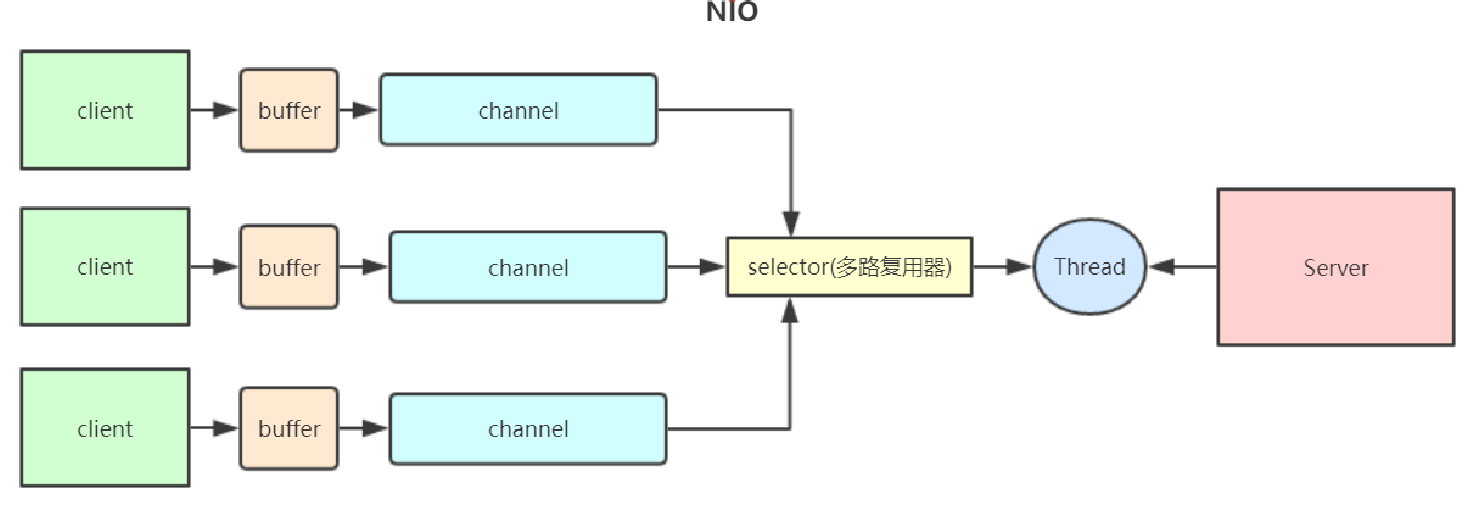 NIO
client
buffer
channel
client
buffer
channel
selector(多路复用器)
Thread
Server
client
buffer
channel